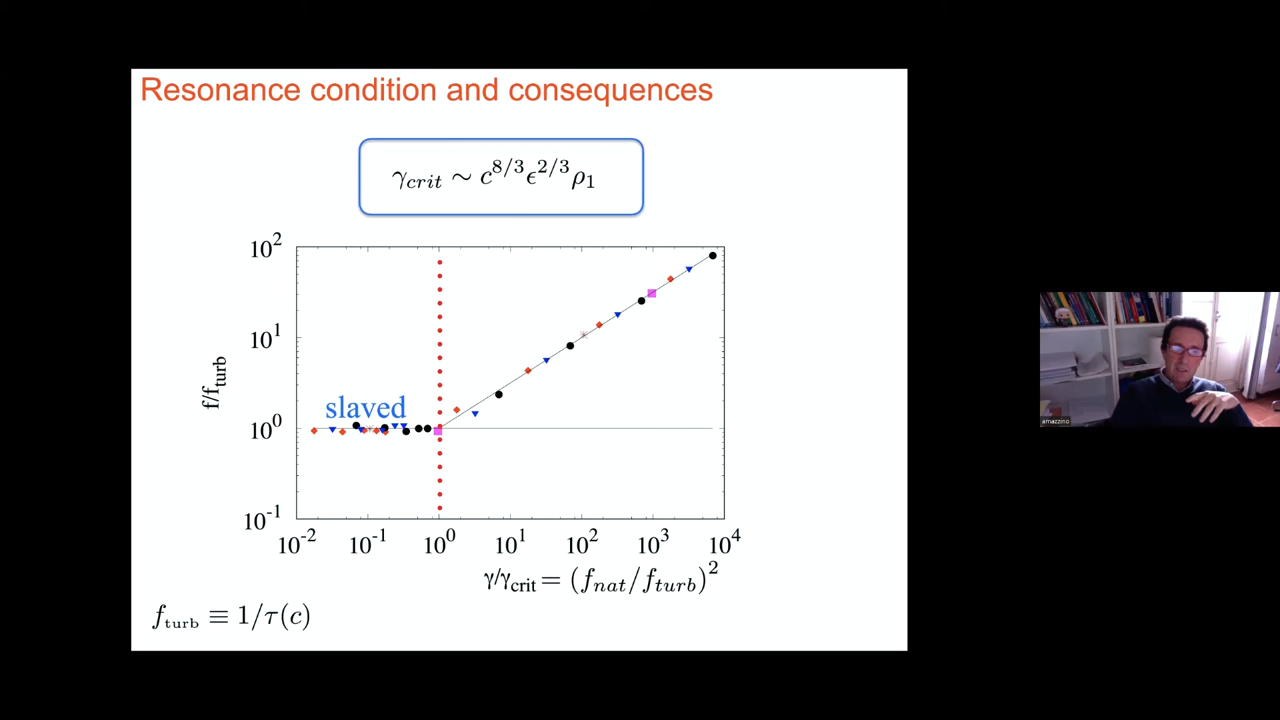 Resonance condition and consequences
γ_crit ∼ c^{8/3} ϵ^{2/3} ρ_1
10^2
10^1
10^0
10^-1
f/f_turb
slaved
10^-2 10^-1 10^0 10^1 10^2 10^3 10^4
γ/γ_crit = (f_nat/f_turb)^2
f_turb ≡ 1/τ(c)
amazzino